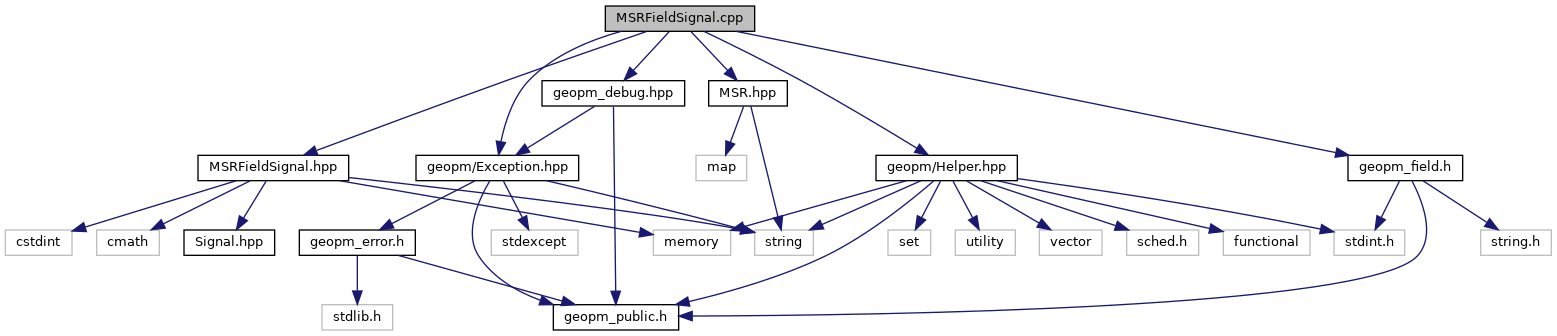 MSRFieldSignal.cpp
geopm_debug.hpp
MSR.hpp
MSRFieldSignal.hpp
geopm/Exception.hpp
map
geopm/Helper.hpp
geopm_field.h
cstdint
cmath
Signal.hpp
geopm_error.h
stdexcept
memory
string
set
utility
vector
sched.h
functional
stdint.h
string.h
stdlib.h
geopm_public.h